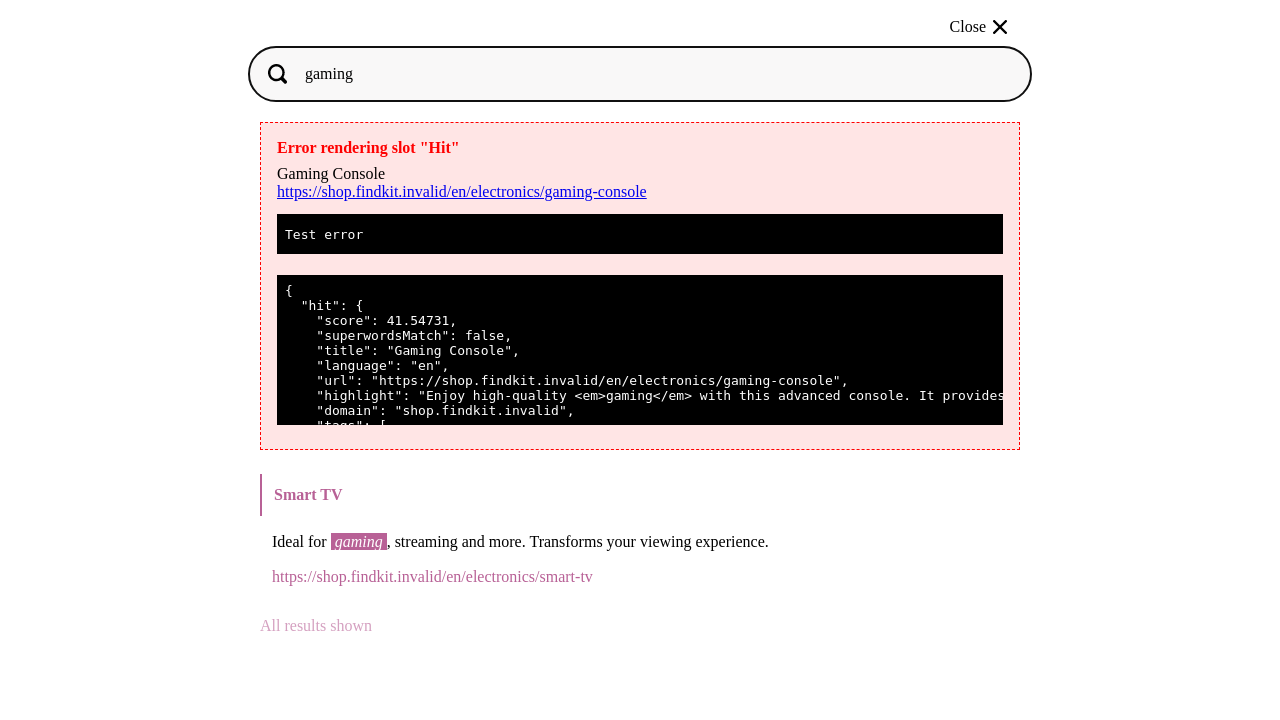 Close
gaming
Error rendering slot "Hit"
Gaming Console
https://shop.findkit.invalid/en/electronics/gaming-console
Test error
{
  "hit": {
    "score": 41.54731,
    "superwordsMatch": false,
    "title": "Gaming Console",
    "language": "en",
    "url": "https://shop.findkit.invalid/en/electronics/gaming-console",
    "highlight": "Enjoy high-quality <em>gaming</em> with this advanced console. It provides
    "domain": "shop.findkit.invalid",
    "tags": [
Smart TV
Ideal for gaming, streaming and more. Transforms your viewing experience.
https://shop.findkit.invalid/en/electronics/smart-tv
All results shown